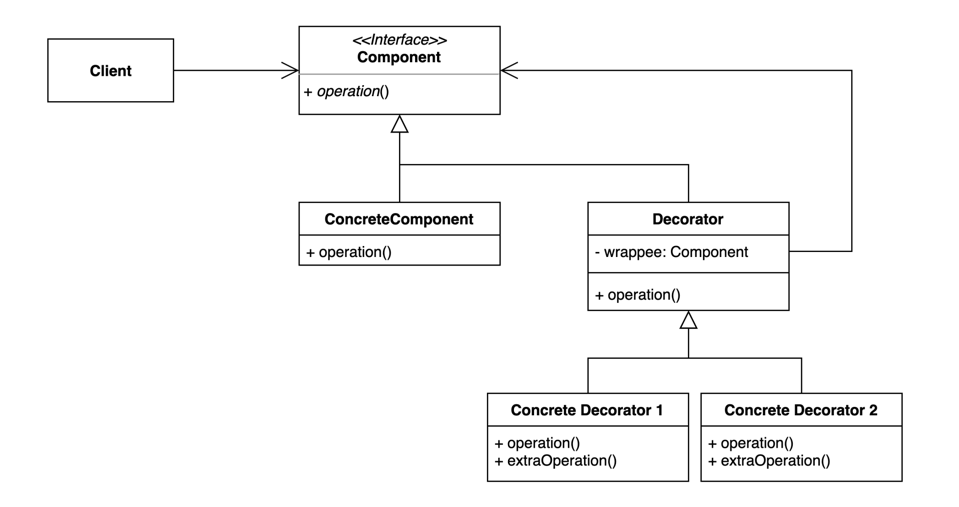 Client
<<Interface>>
Component
+ operation()
ConcreteComponent
+ operation()
Decorator
- wrappee: Component
+ operation()
Concrete Decorator 1
+ operation()
+ extraOperation()
Concrete Decorator 2
+ operation()
+ extraOperation()